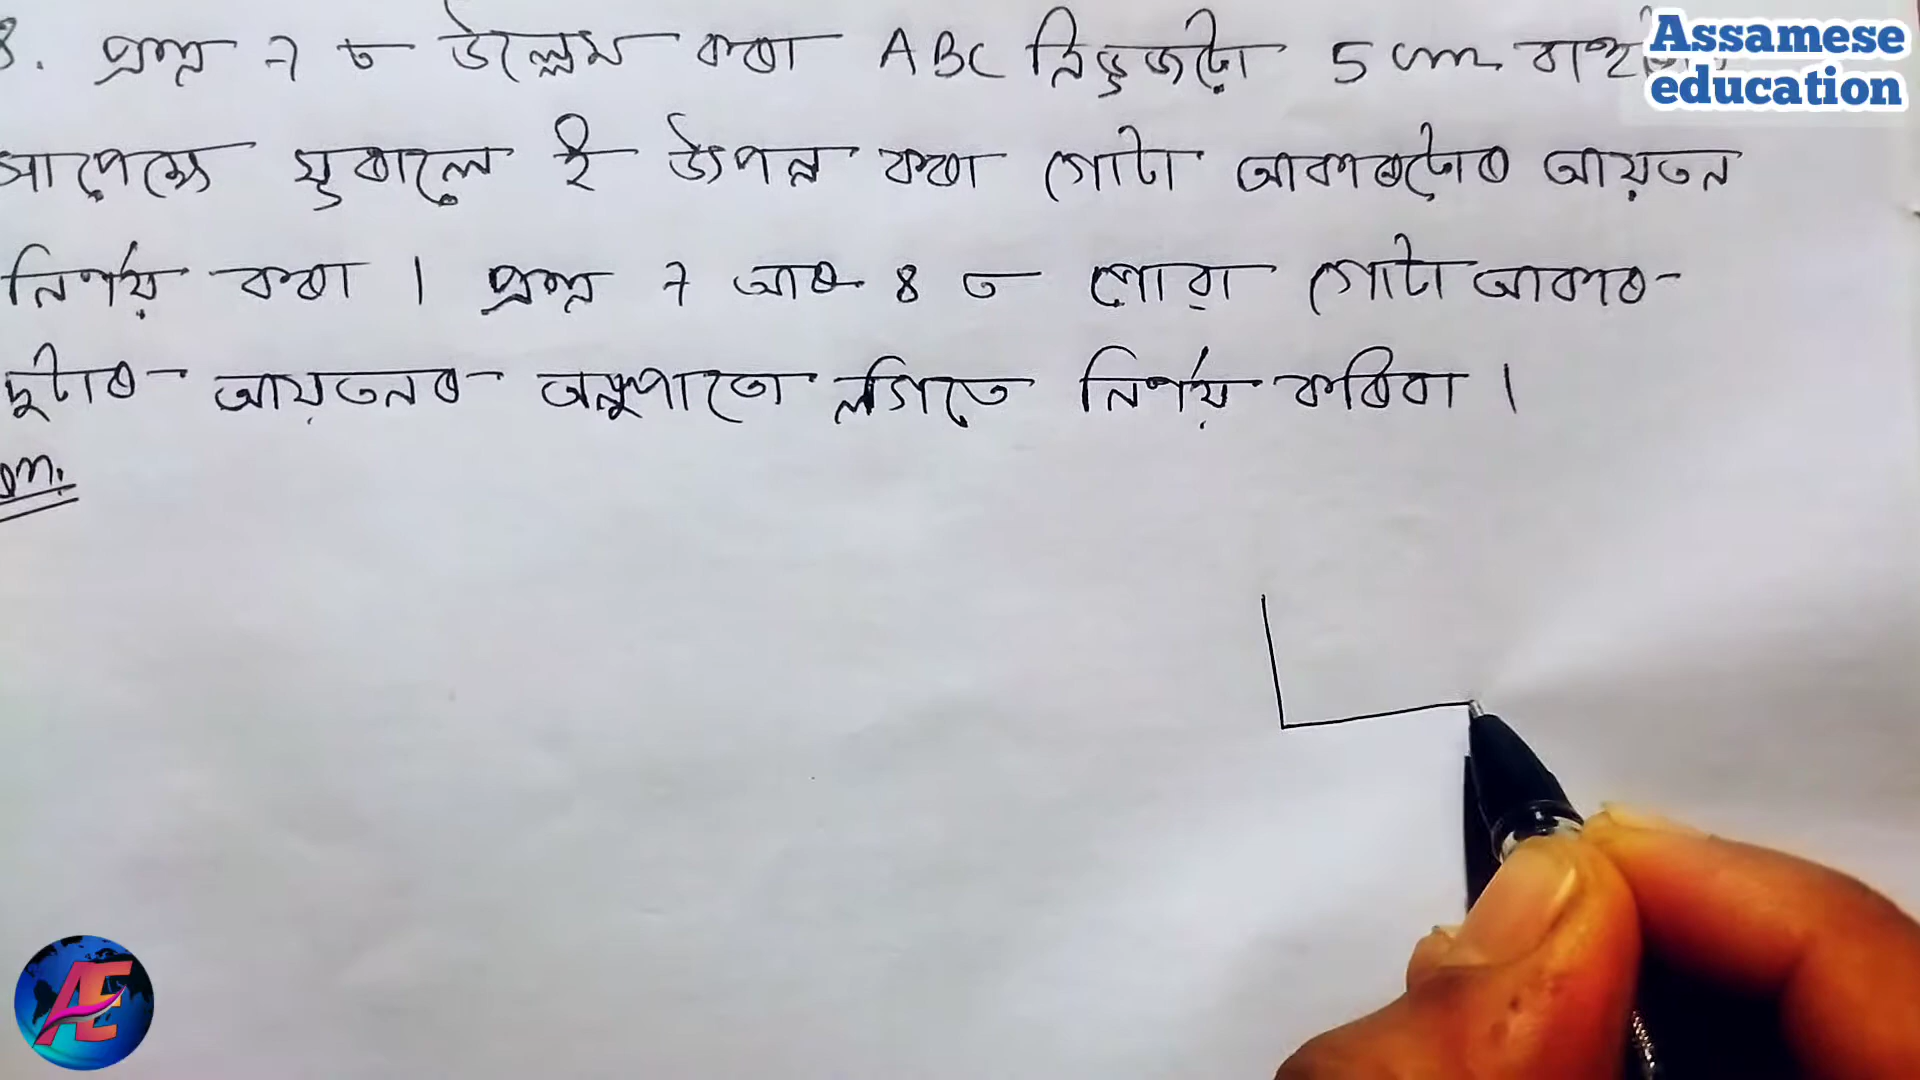 8. প্ৰশ্ন 7 ত উল্লেখ কৰা ABC ত্ৰিভুজটো 5 cm
সাপেক্ষে ঘূৰালে ই উৎপন্ন কৰা গোটা আকাৰটোৰ আয়তন
নিৰ্ণয় কৰা । প্ৰশ্ন 7 আৰু 8 ত পোৱা গোটা আকাৰ
দুটাৰ আয়তনৰ অনুপাতো লগতে নিৰ্ণয় কৰিবা ।
Assamese
education
AE